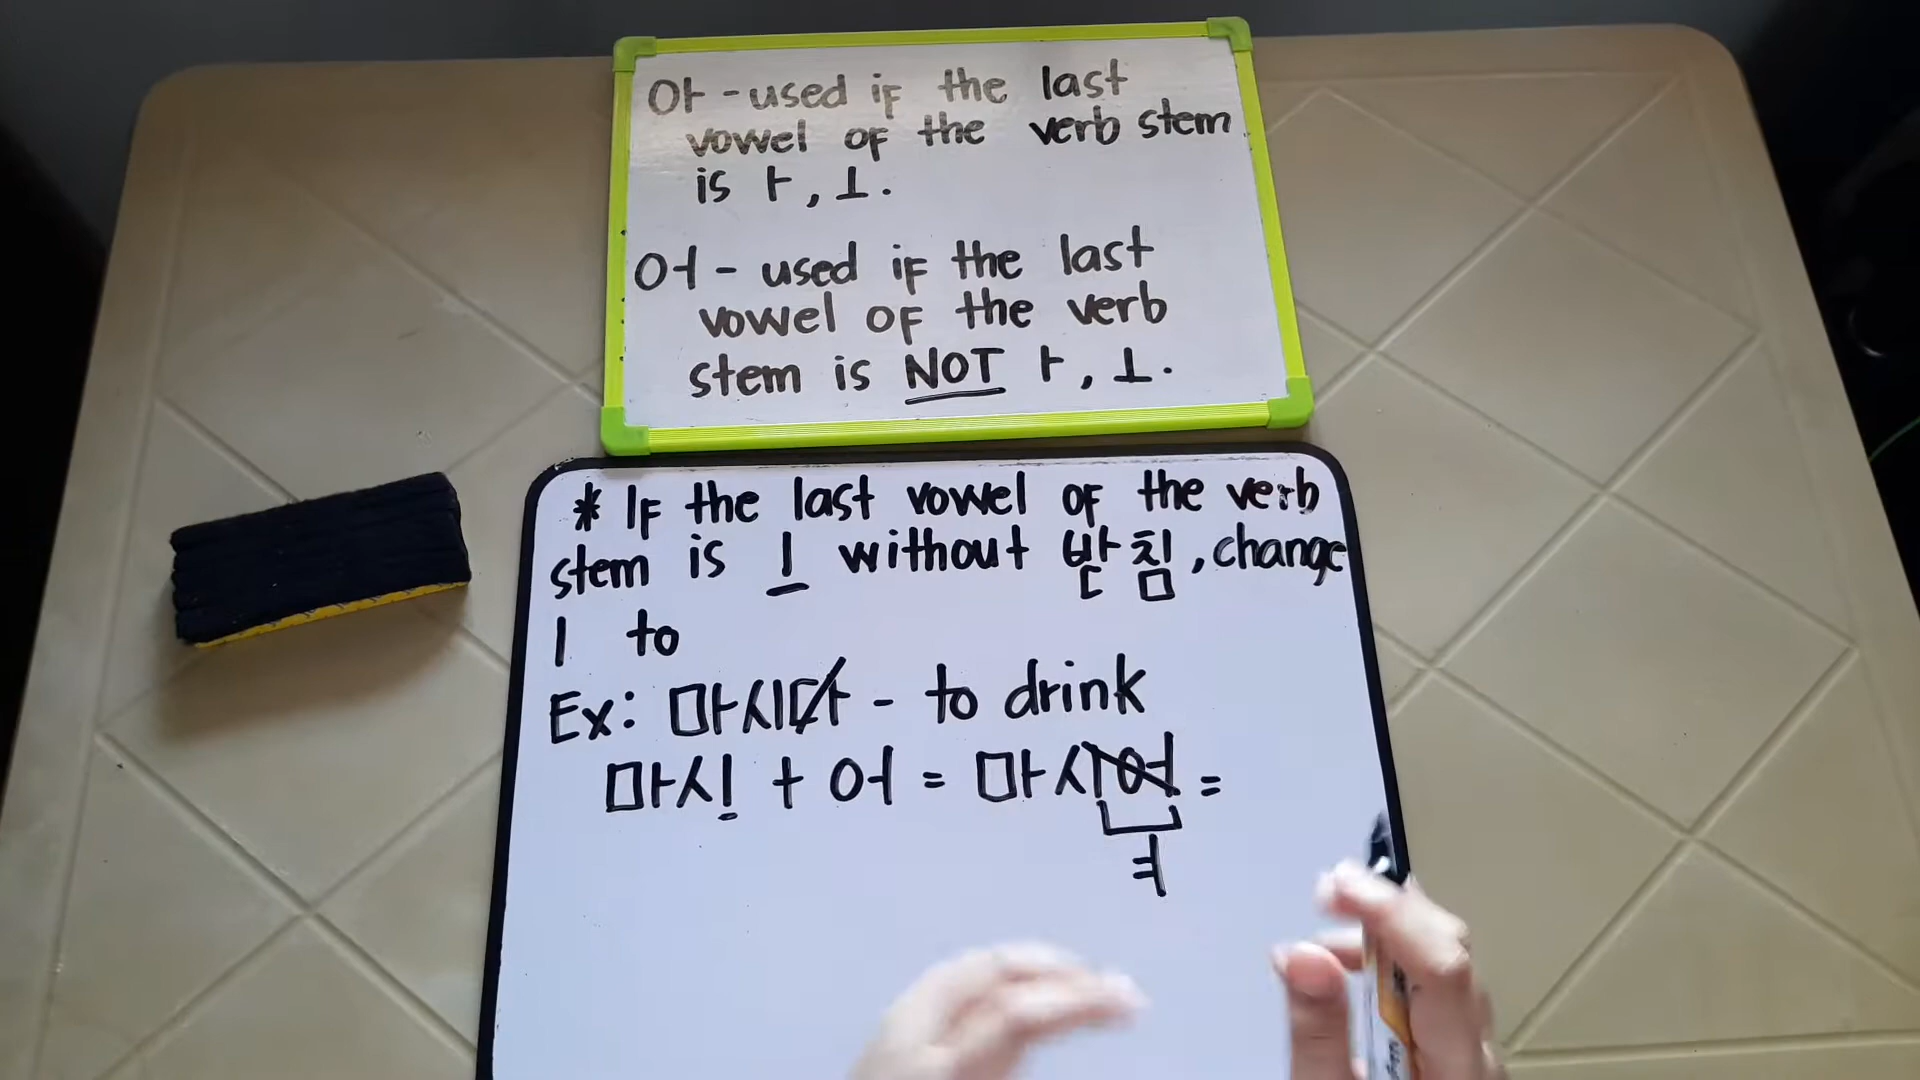 아 - used if the last
vowel of the verb stem
is ㅏ, ㅗ.
어 - used if the last
vowel of the verb
stem is NOT ㅏ, ㅗ.
* If the last vowel of the verb
stem is ㅣ without 받침, change
ㅣ to
Ex: 마시다 - to drink
마시 + 어 = 마시어 =
ㅕ